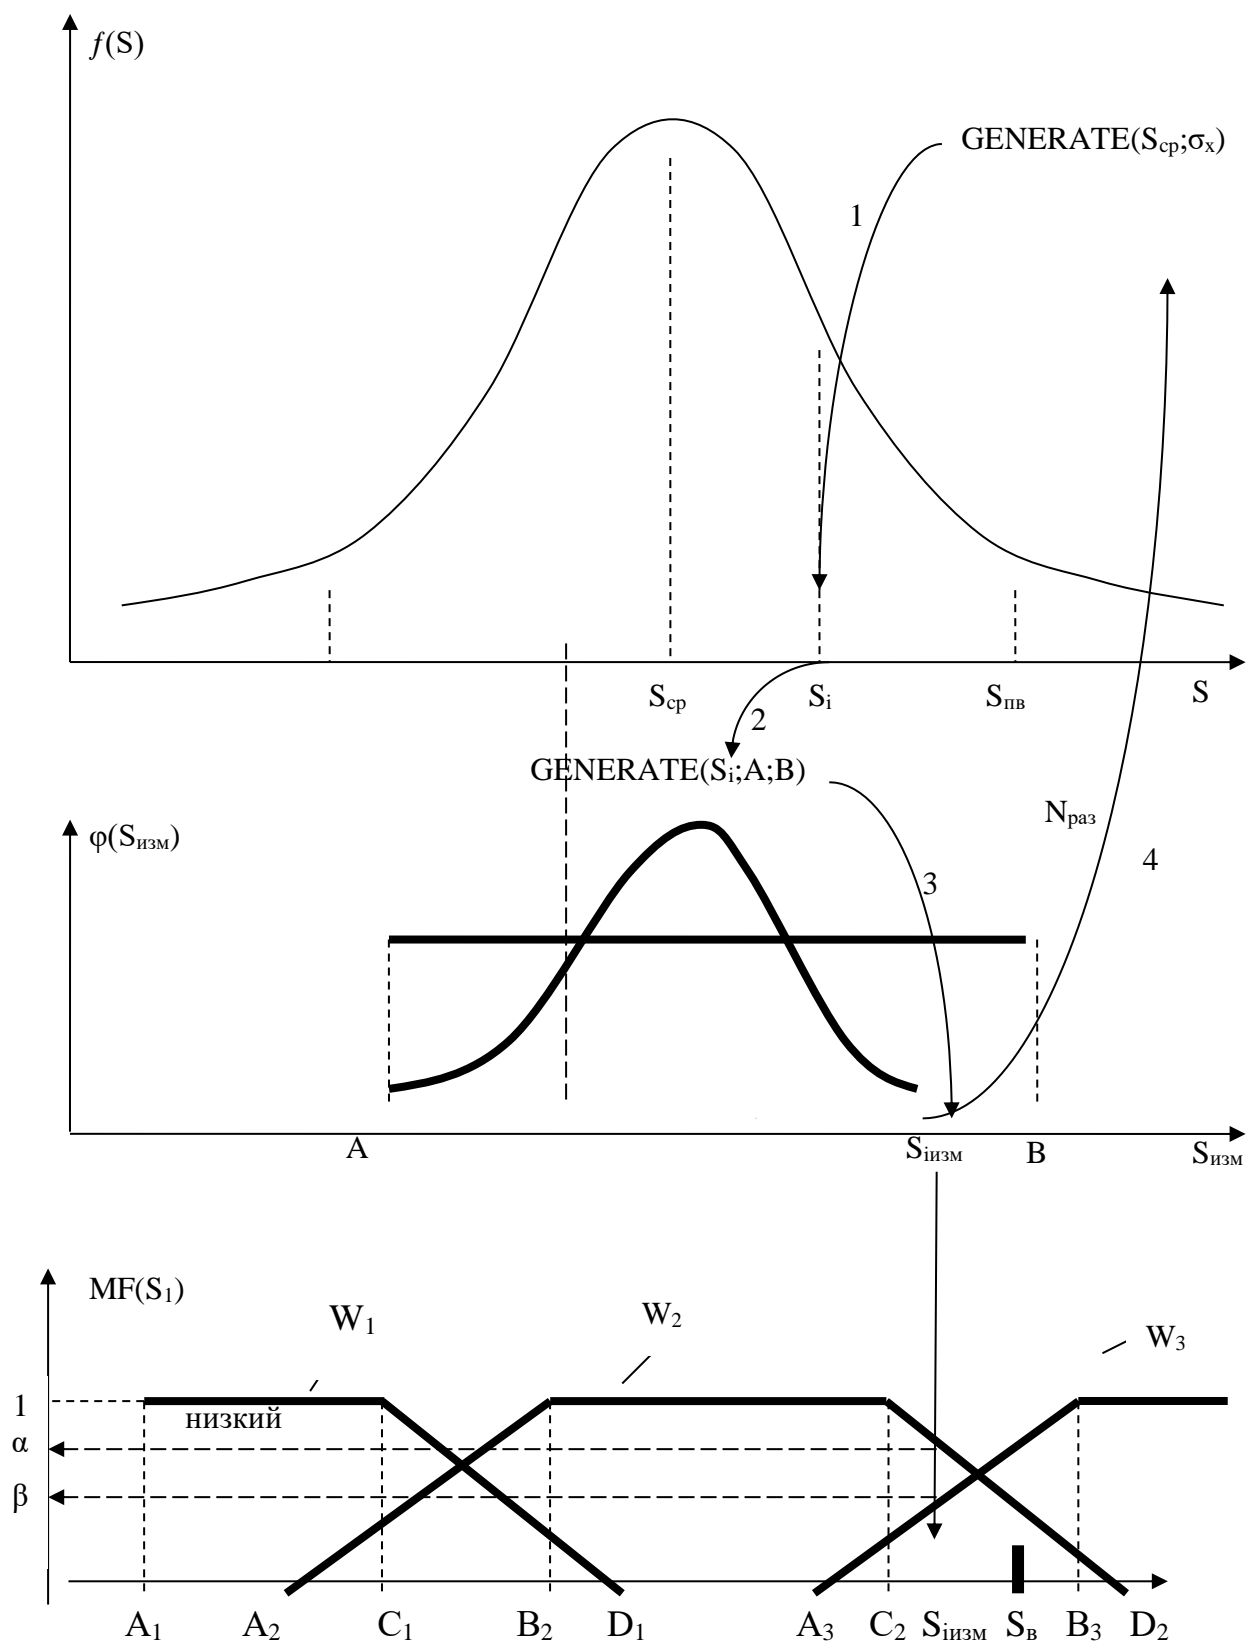 f(S)
GENERATE(Sср;σx)
1
Sср
Si
Sпв
S
2
GENERATE(Si;A;B)
Nраз
φ(Sизм)
4
3
A
Siизм
B
Sизм
MF(S1)
W1
W2
W3
1
низкий
α
β
A1
A2
C1
B2
D1
A3
C2
Siизм
Sв
B3
D2